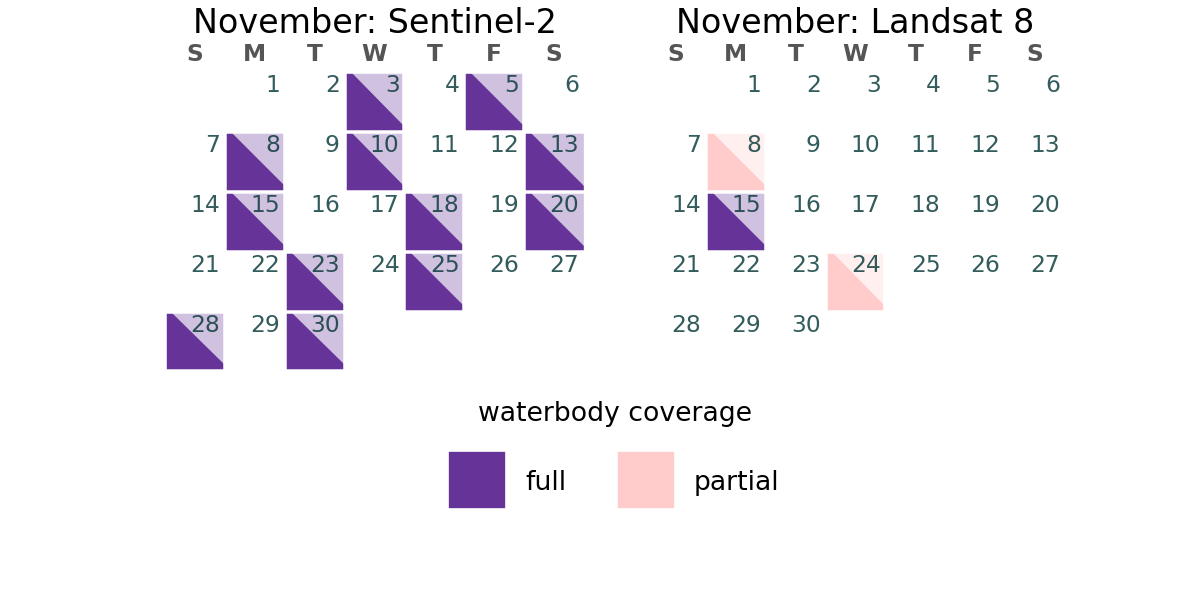 November: Sentinel-2
S M T W T F S
1 2 3 4 5 6
7 8 9 10 11 12 13
14 15 16 17 18 19 20
21 22 23 24 25 26 27
28 29 30
November: Landsat 8
S M T W T F S
1 2 3 4 5 6
7 8 9 10 11 12 13
14 15 16 17 18 19 20
21 22 23 24 25 26 27
28 29 30
waterbody coverage
full
partial